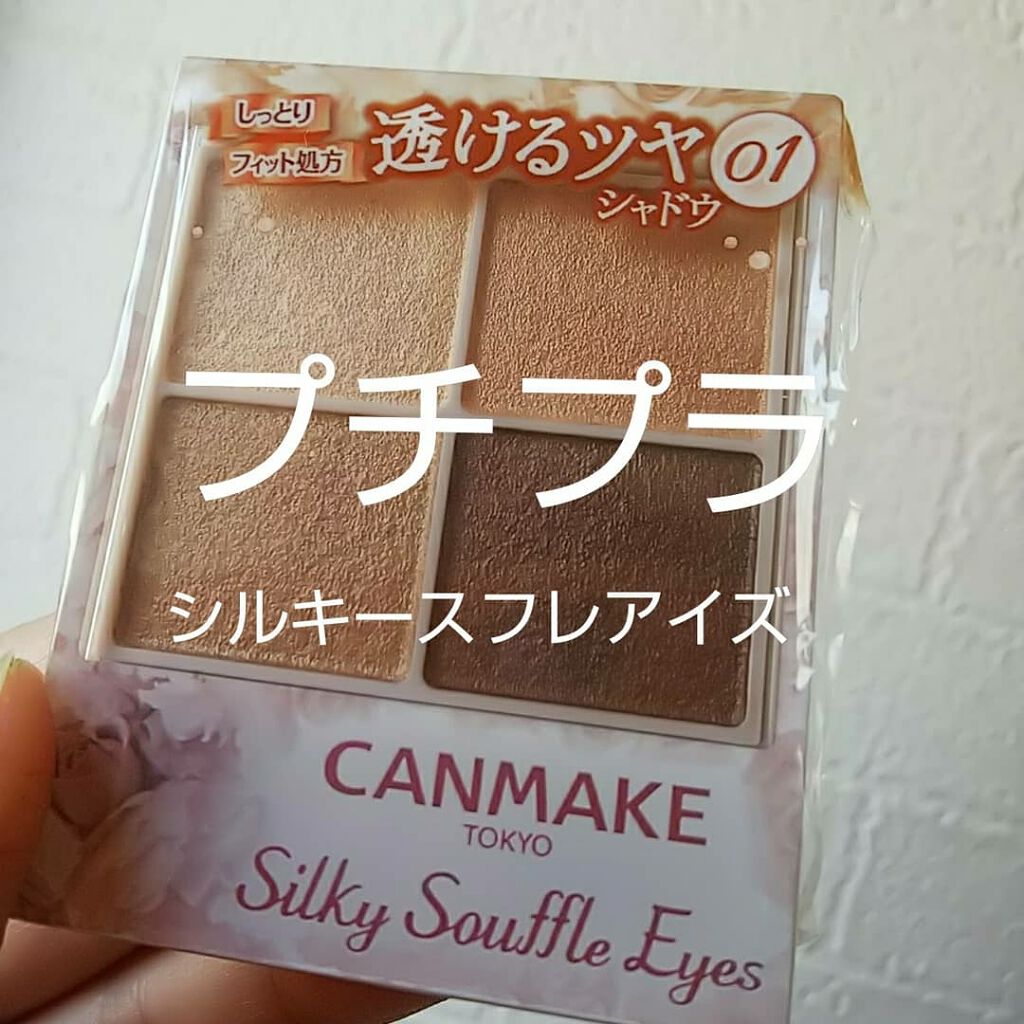 しっとり
フィット処方
透けるツヤ
シャドウ
01
プチプラ
シルキースフレアイズ
CANMAKE
TOKYO
Silky Souffle Eyes